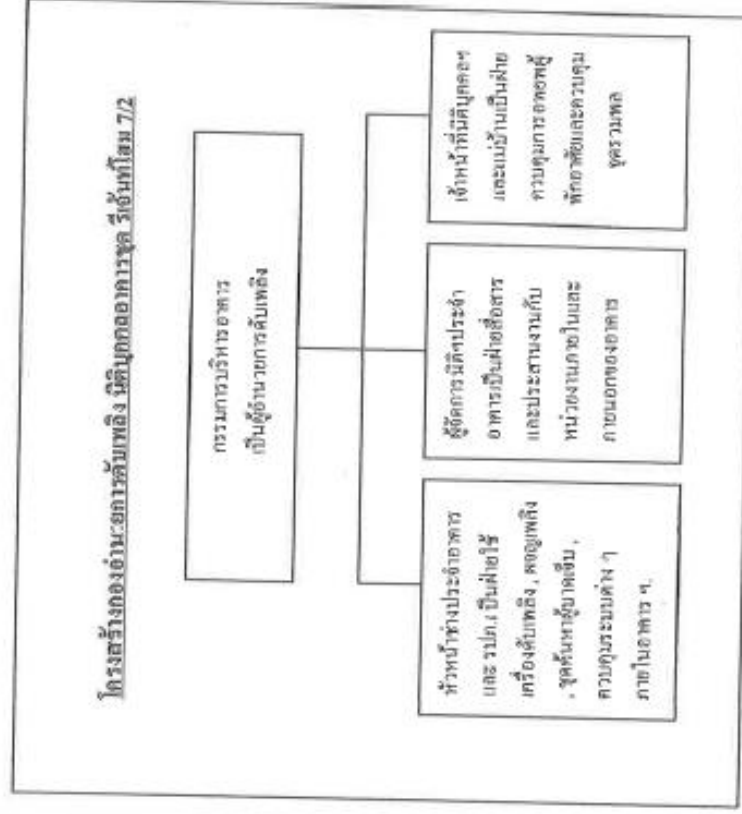 โครงสร้างกองอำนวยการดับเพลิง นิติบุคคลอาคารชุด รีเจ้นท์โฮม 7/2
กรรมการบริหารอาคาร
เป็นผู้อำนวยการดับเพลิง
หัวหน้าช่างประจำอาคาร
และ รปภ.เป็นฝ่ายใช้
เครื่องดับเพลิง , ผจญเพลิง
, ชุดค้นหาผู้บาดเจ็บ ,
ควบคุมระบบต่าง ๆ
ภายในอาคาร ฯ.
ผู้จัดการนิติฯประจำ
อาคารเป็นฝ่ายสื่อสาร
และประสานงานกับ
หน่วยงานภายในและ
ภายนอกของอาคาร
เจ้าหน้าที่นิติบุคคลฯ
และแม่บ้านเป็นฝ่าย
ควบคุมการอพยพผู้
พักอาศัยและควบคุม
จุดรวมพล